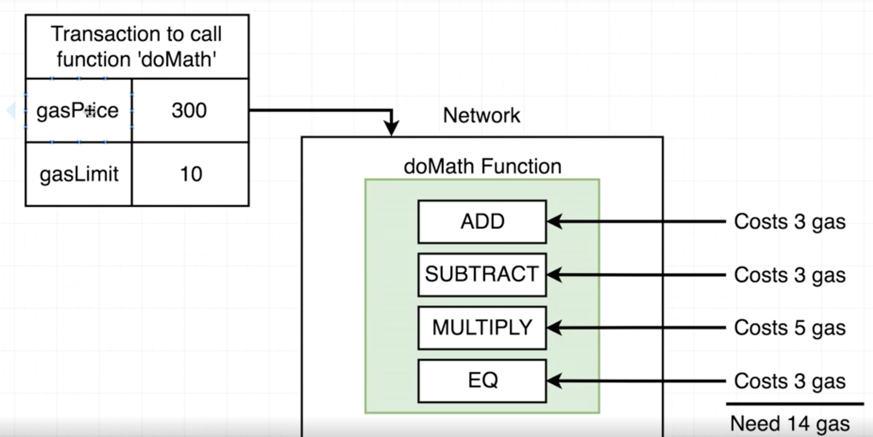 Transaction to call
function 'doMath'
gasPrice 300
gasLimit 10
Network
doMath Function
ADD Costs 3 gas
SUBTRACT Costs 3 gas
MULTIPLY Costs 5 gas
EQ Costs 3 gas
Need 14 gas